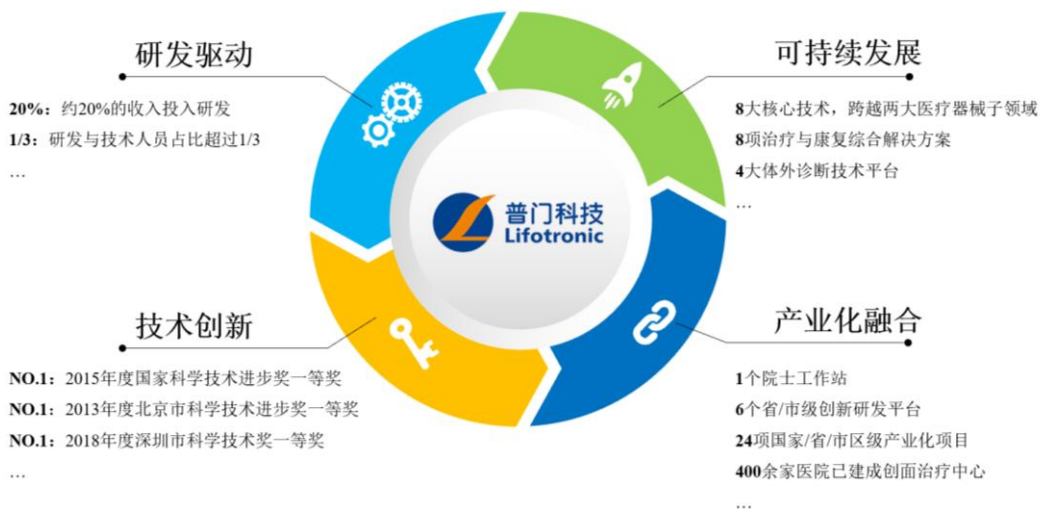 研发驱动
20%：约20%的收入投入研发
1/3：研发与技术人员占比超过1/3
…
可持续发展
8大核心技术，跨越两大医疗器械子领域
8项治疗与康复综合解决方案
4大体外诊断技术平台
…
普门科技
Lifotronic
技术创新
NO.1：2015年度国家科学技术进步奖一等奖
NO.1：2013年度北京市科学技术进步奖一等奖
NO.1：2018年度深圳市科学技术奖一等奖
…
产业化融合
1个院士工作站
6个省/市级创新研发平台
24项国家/省/市区级产业化项目
400余家医院已建成创面治疗中心
…